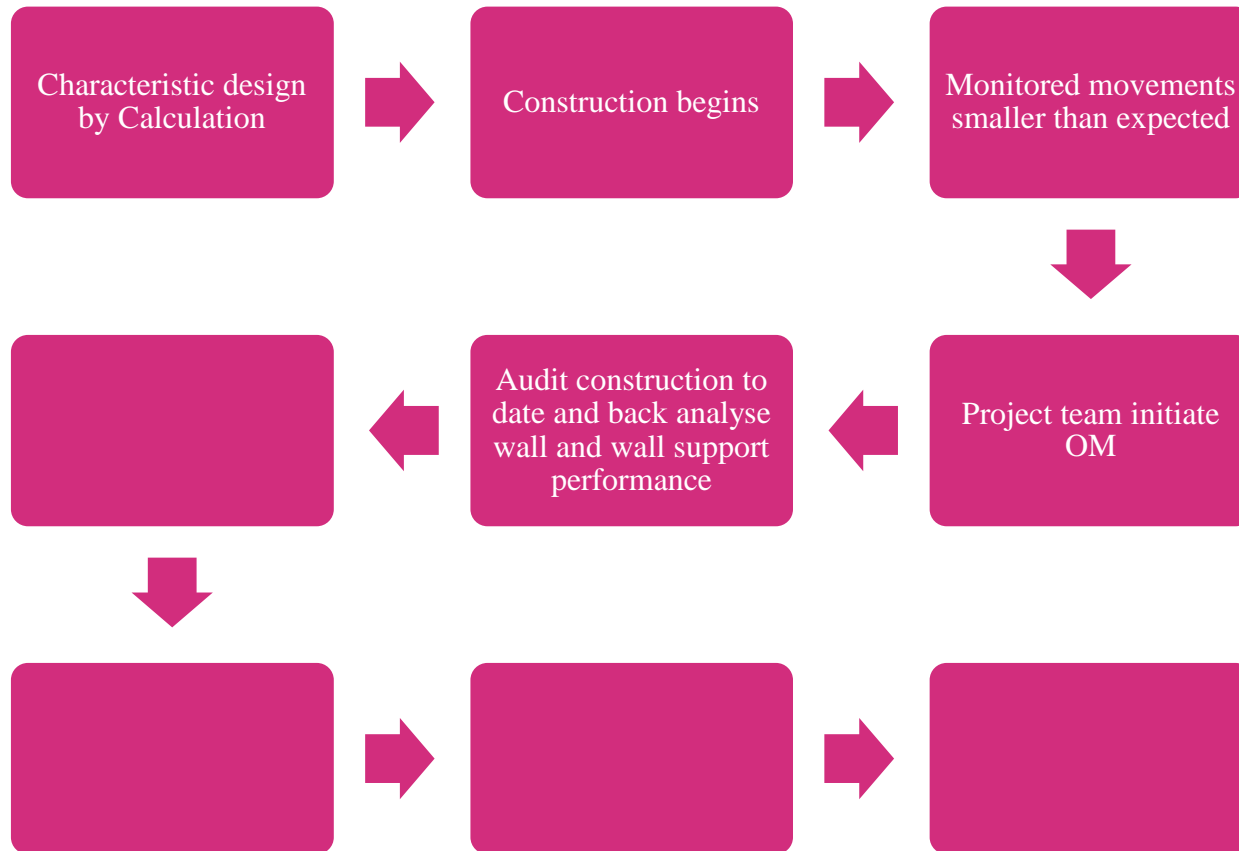 Characteristic design
by Calculation
Construction begins
Monitored movements
smaller than expected
Project team initiate
OM
Audit construction to
date and back analyse
wall and wall support
performance